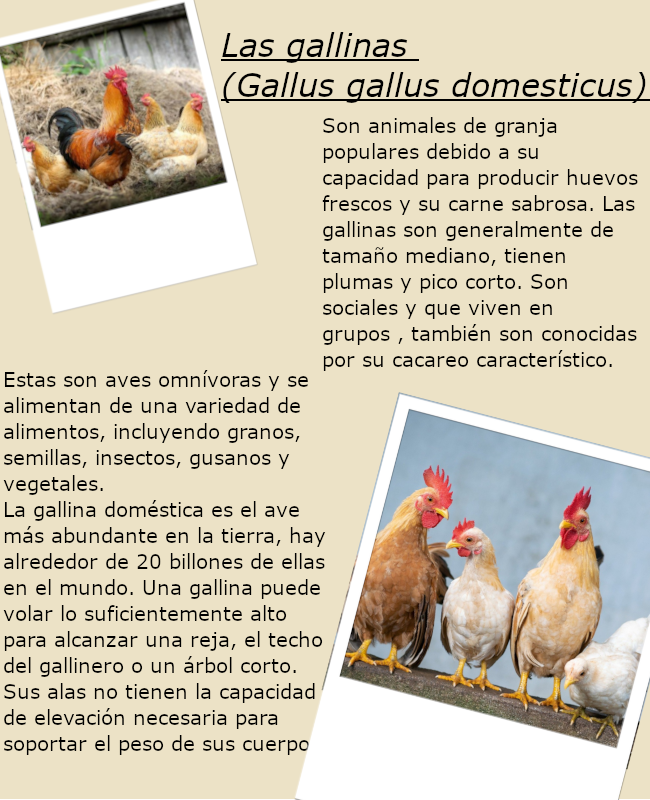 Las gallinas
(Gallus gallus domesticus)
Son animales de granja
populares debido a su
capacidad para producir huevos
frescos y su carne sabrosa. Las
gallinas son generalmente de
tamaño mediano, tienen
plumas y pico corto. Son
sociales y que viven en
grupos , también son conocidas
por su cacareo característico.
Estas son aves omnívoras y se
alimentan de una variedad de
alimentos, incluyendo granos,
semillas, insectos, gusanos y
vegetales.
La gallina doméstica es el ave
más abundante en la tierra, hay
alrededor de 20 billones de ellas
en el mundo. Una gallina puede
volar lo suficientemente alto
para alcanzar una reja, el techo
del gallinero o un árbol corto.
Sus alas no tienen la capacidad
de elevación necesaria para
soportar el peso de sus cuerpo